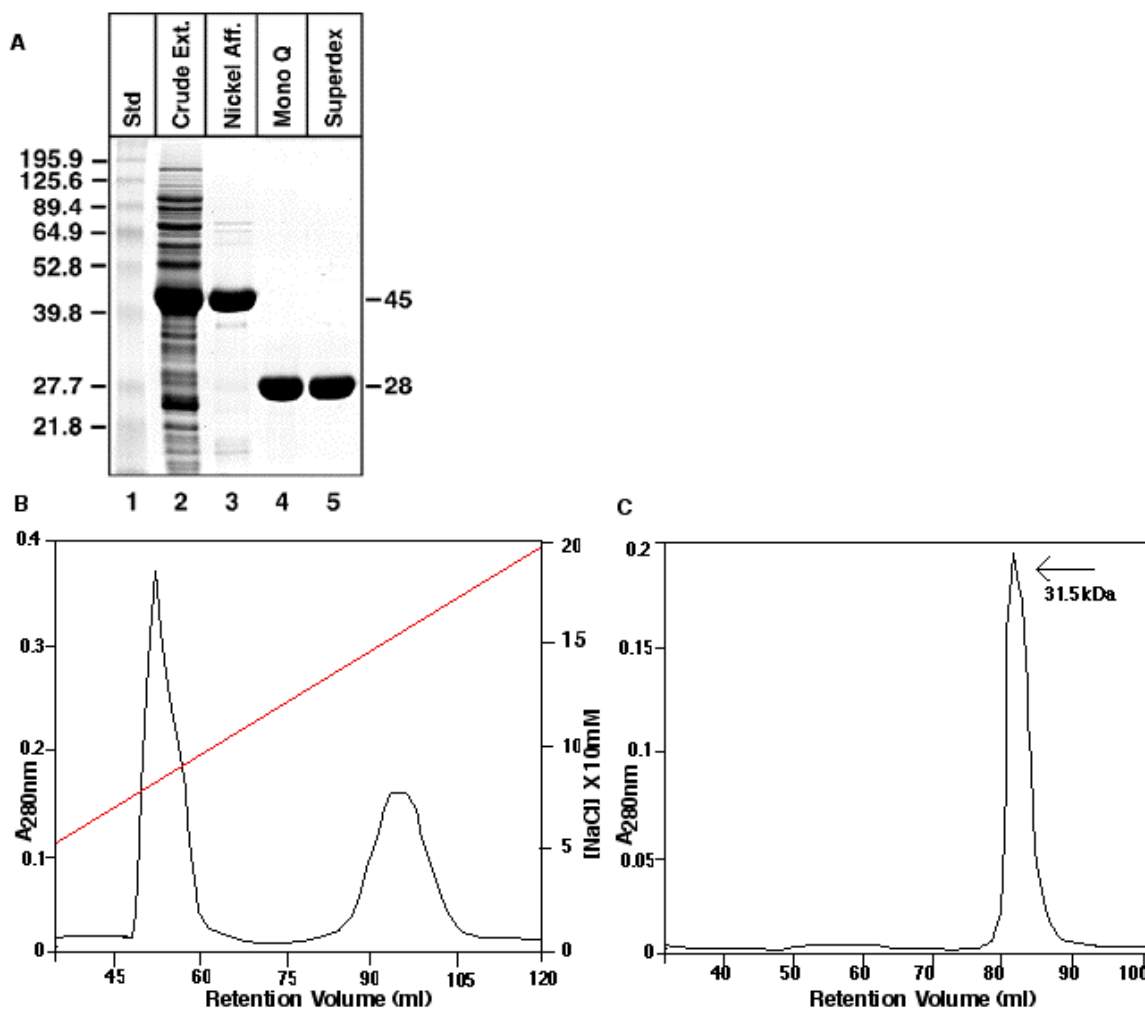 A
Std
Crude Ext.
Nickel Aff.
Mono Q
Superdex
195.9
125.6
89.4
64.9
52.8
39.8
27.7
21.8
45
28
1 2 3 4 5
B
0.4
0.3
0.2
0.1
0
A280nm
20
15
10
5
0
[NaCl] X10mM
45 60 75 90 105 120
Retention Volume (ml)
C
0.2
0.15
0.1
0.05
0
A280nm
31.5kDa
40 50 60 70 80 90 100
Retention Volume (ml)